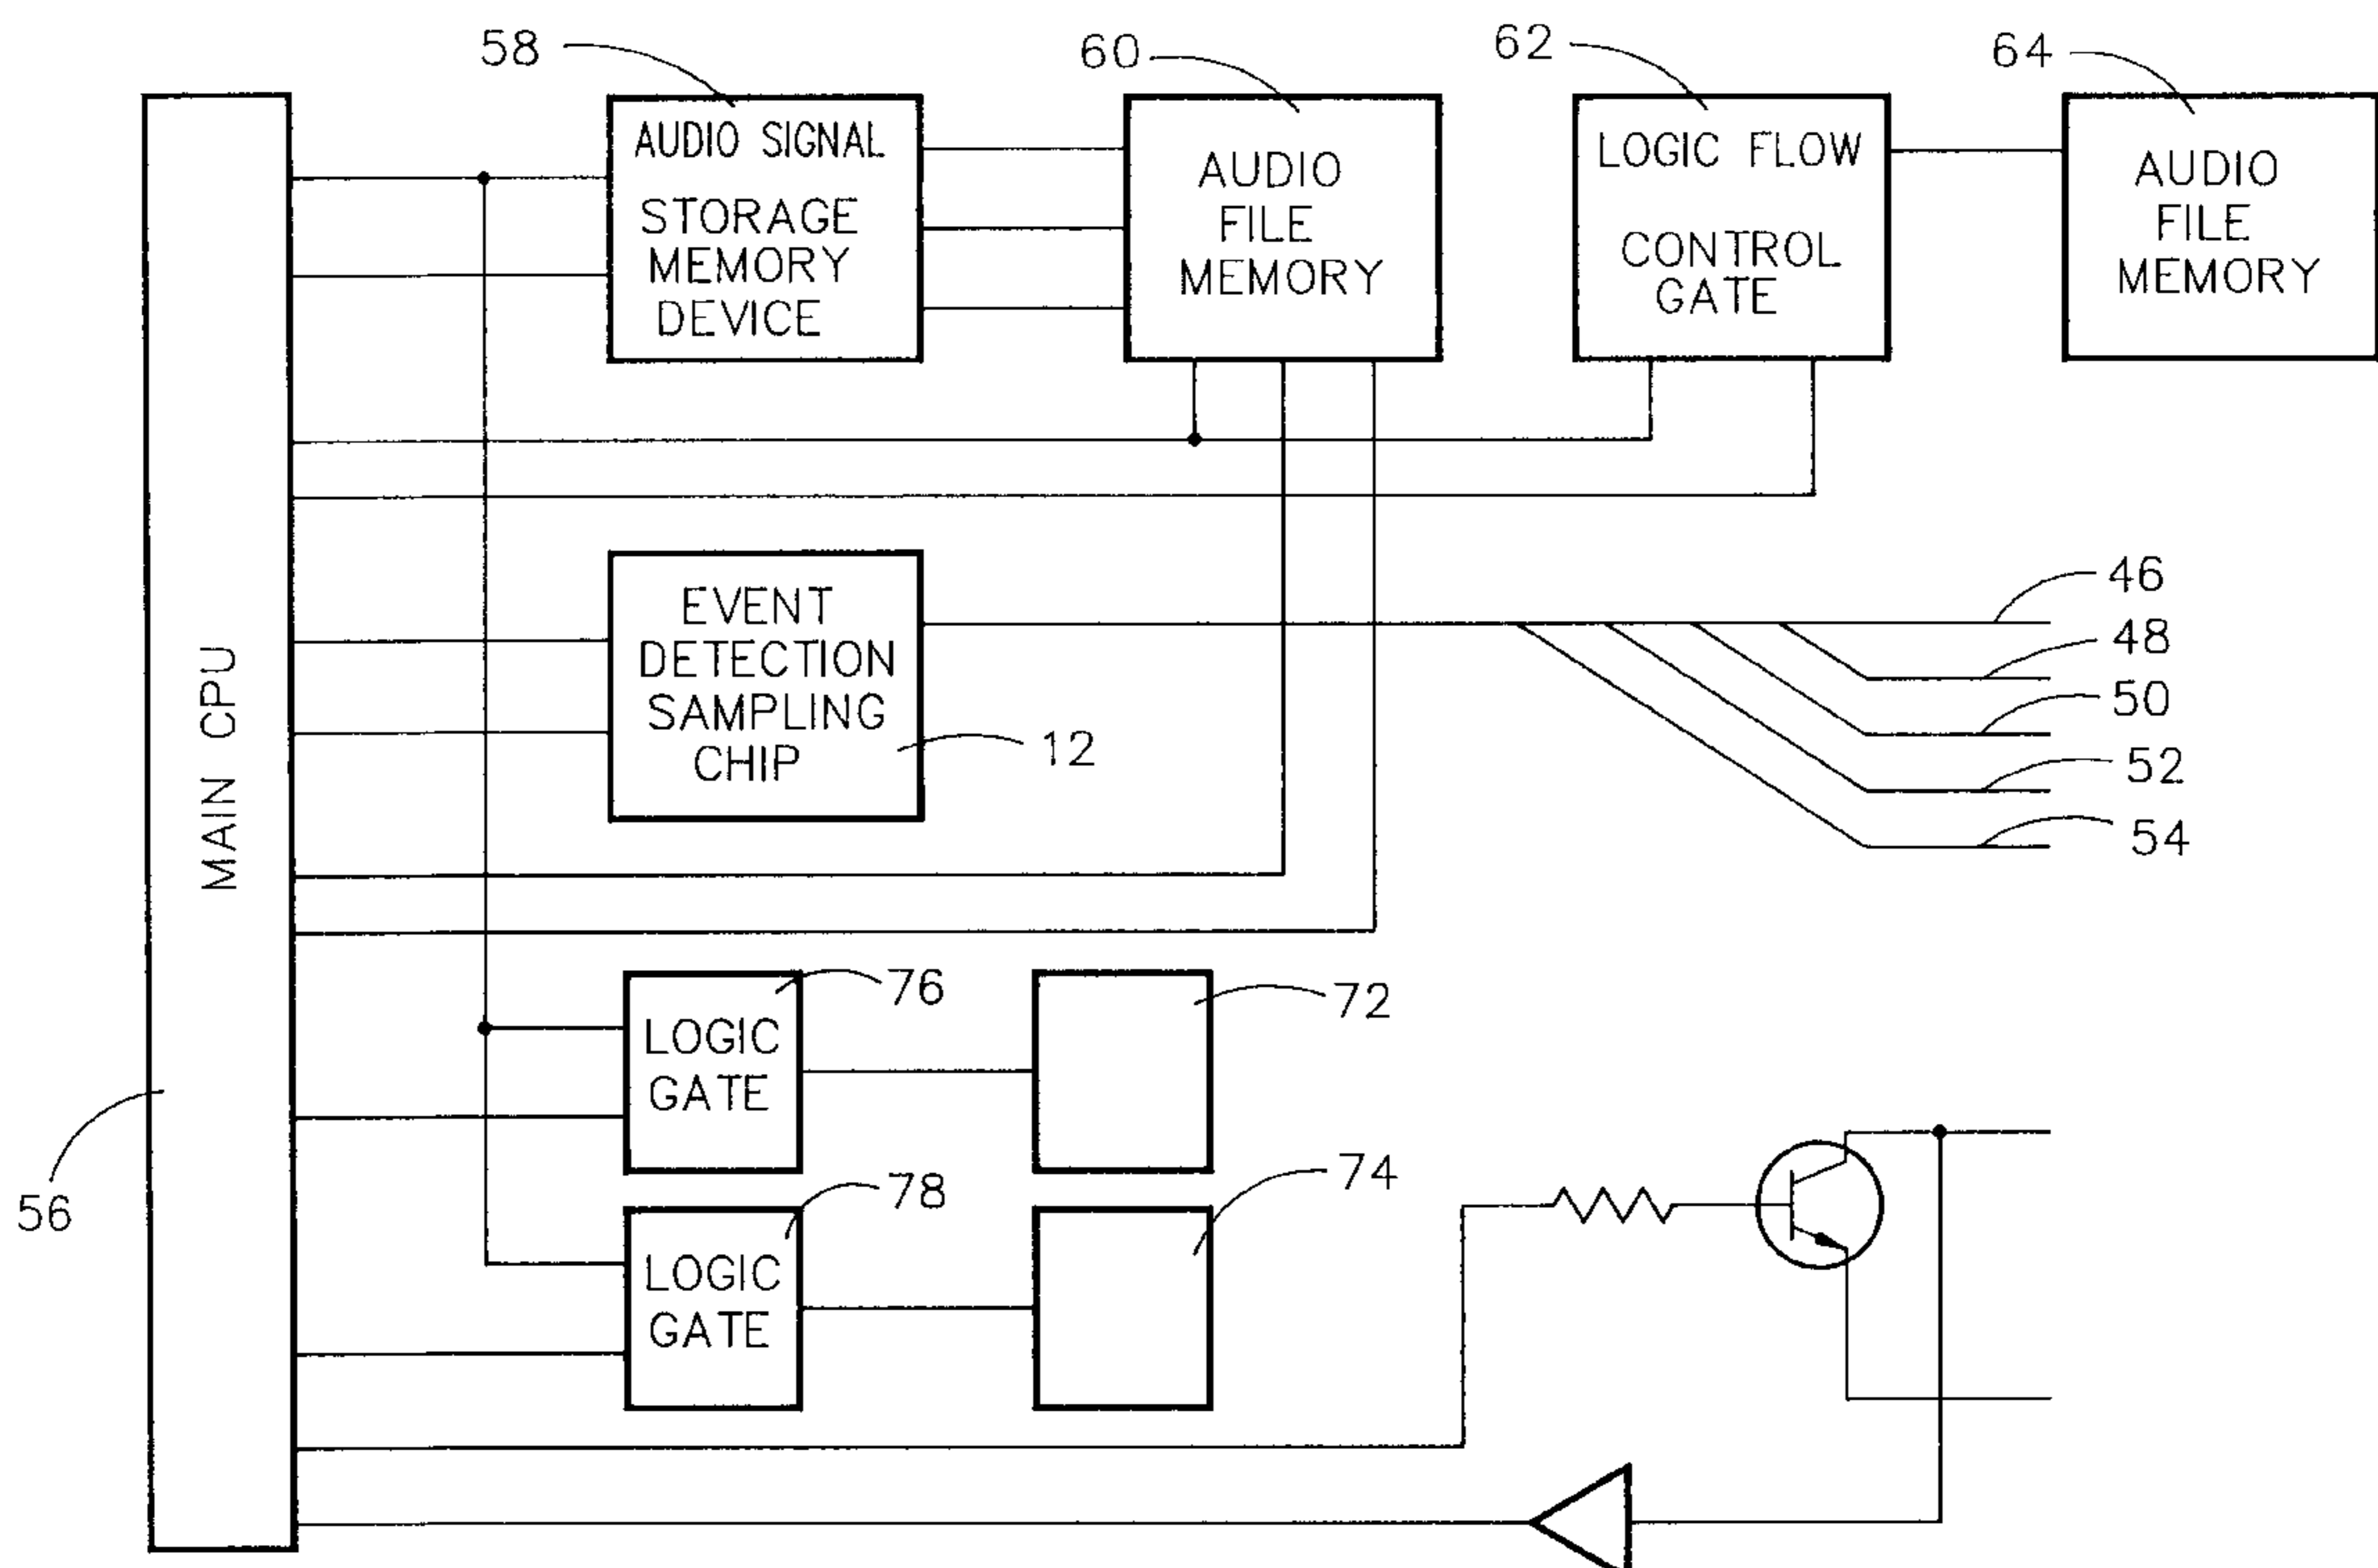 58
60
62
64
AUDIO SIGNAL
STORAGE
MEMORY
DEVICE
AUDIO
FILE
MEMORY
LOGIC FLOW
CONTROL
GATE
AUDIO
FILE
MEMORY
MAIN CPU
EVENT
DETECTION
SAMPLING
CHIP
12
46
48
50
52
54
76
LOGIC
GATE
72
56
78
LOGIC
GATE
74